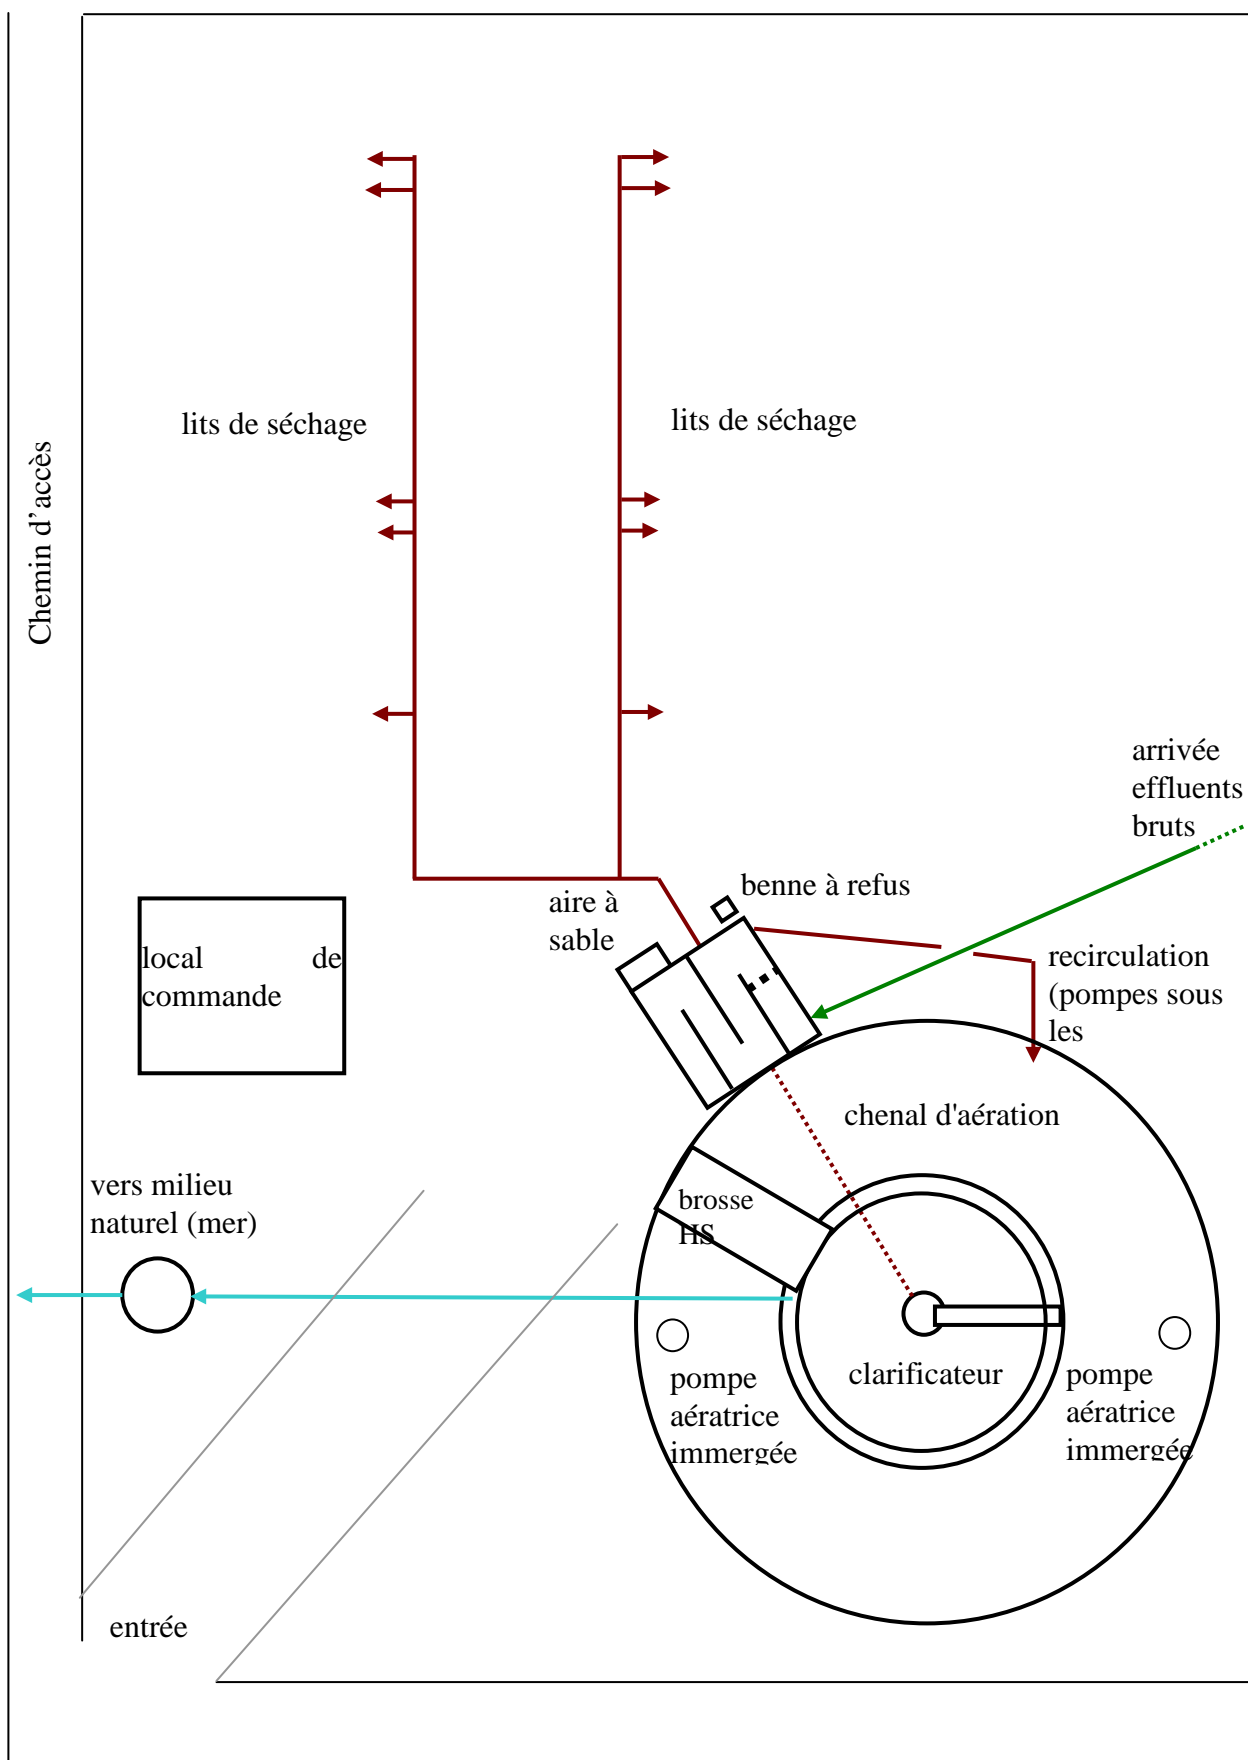 lits de séchage
lits de séchage
Chemin d'accès
arrivée
effluents
bruts
benne à refus
aire à
sable
local de
commande
recirculation
(pompes sous
les
chenal d'aération
vers milieu
naturel (mer)
brosse
HS
clarificateur
pompe
aératrice
immergée
pompe
aératrice
immergée
entrée